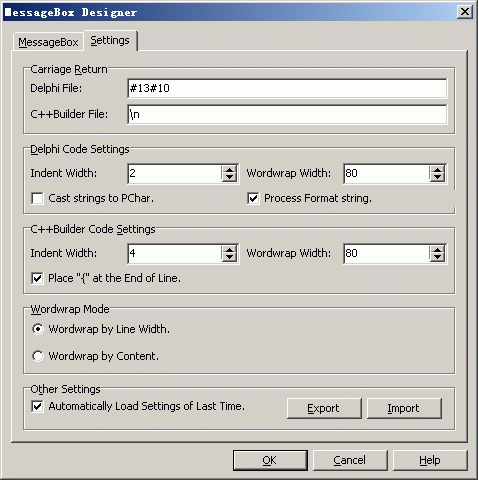 MessageBox Designer
MessageBox Settings
Carriage Return
Delphi File: #13#10
C++Builder File: \n
Delphi Code Settings
Indent Width: 2 Wordwrap Width: 80
Cast strings to PChar. Process Format string.
C++Builder Code Settings
Indent Width: 4 Wordwrap Width: 80
Place "{" at the End of Line.
Wordwrap Mode
Wordwrap by Line Width.
Wordwrap by Content.
Other Settings
Automatically Load Settings of Last Time. Export Import
OK Cancel Help